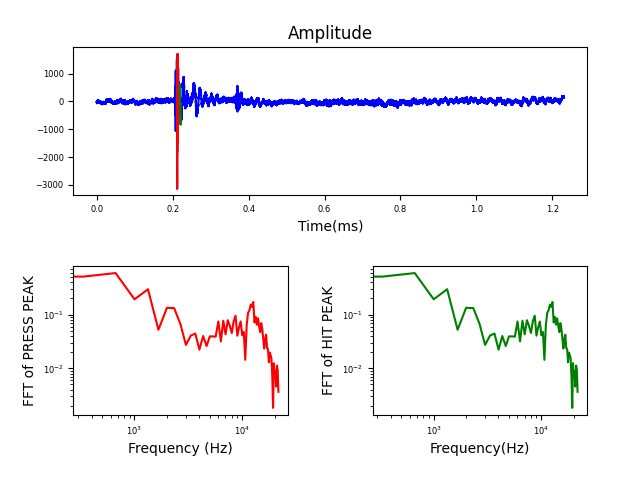 Amplitude
1000
0
−1000
−2000
−3000
0.0 0.2 0.4 0.6 0.8 1.0 1.2
Time(ms)
FFT of PRESS PEAK
10⁻¹
10⁻²
10³ 10⁴
Frequency (Hz)
FFT of HIT PEAK
10⁻¹
10⁻²
10³ 10⁴
Frequency(Hz)